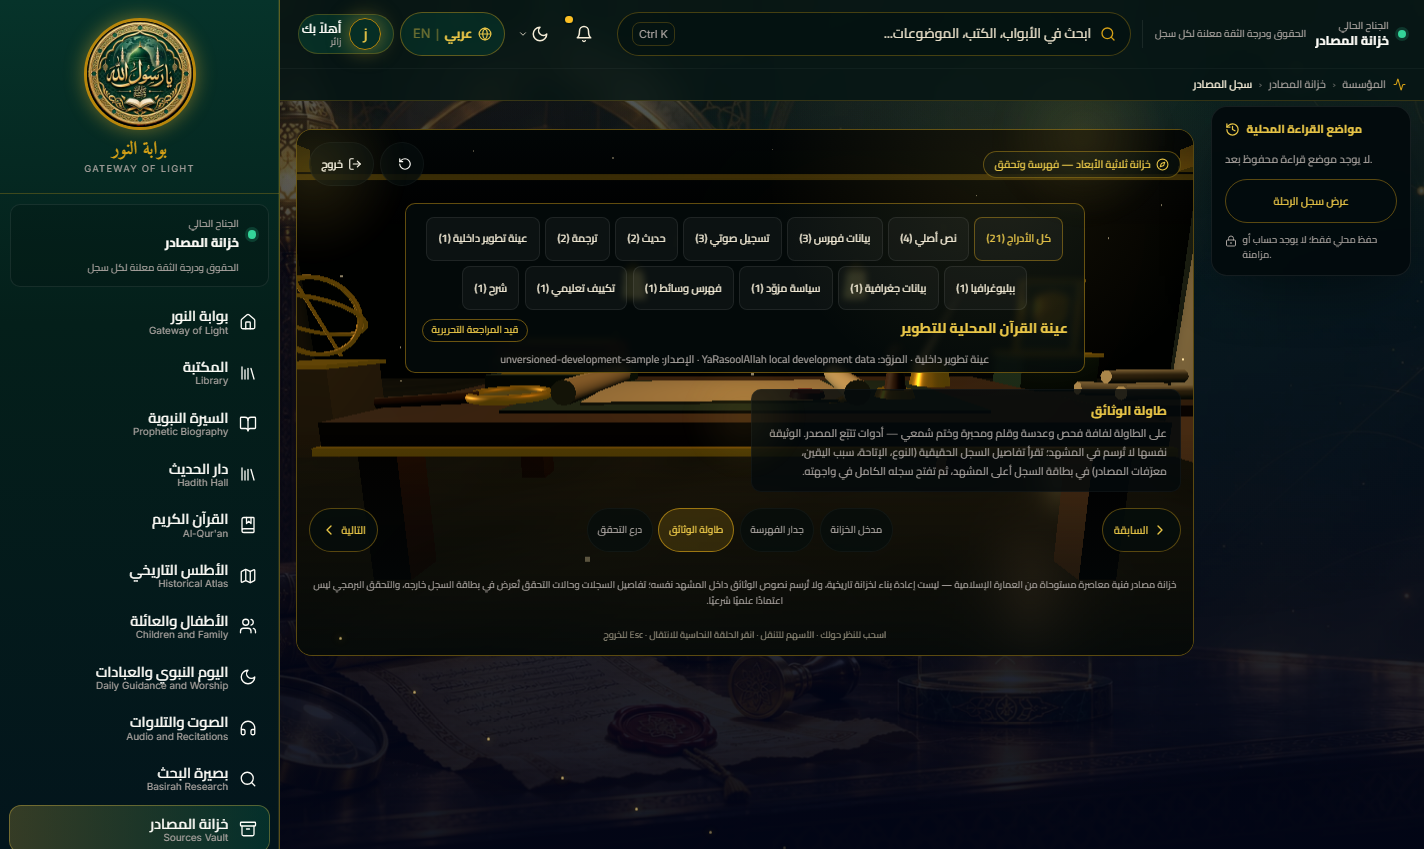 الجناح الحالي
خزانة المصادر
الحقوق ودرجة الثقة معلنة لكل سجل
ابحث في الأبواب، الكتب، الموضوعات...
Ctrl K
عربي | EN
أهلاً بك
زائر
ز
المؤسسة ‹ خزانة المصادر ‹ سجل المصادر
يا رسول الله
بوابة النور
GATEWAY OF LIGHT
الجناح الحالي
خزانة المصادر
الحقوق ودرجة الثقة معلنة لكل سجل
بوابة النور
Gateway of Light
المكتبة
Library
السيرة النبوية
Prophetic Biography
دار الحديث
Hadith Hall
القرآن الكريم
Al-Qur'an
الأطلس التاريخي
Historical Atlas
الأطفال والعائلة
Children and Family
اليوم النبوي والعبادات
Daily Guidance and Worship
الصوت والتلاوات
Audio and Recitations
بصيرة البحث
Basirah Research
خزانة المصادر
Sources Vault
مواضع القراءة المحلية
لا يوجد موضع قراءة محفوظ بعد.
عرض سجل الرحلة
حفظ محلي فقط؛ لا يوجد حساب أو
مزامنة.
خزانة ثلاثية الأبعاد — فهرسة وتحقق
خروج
كل الأدراج (21)
نص أصلي (4)
بيانات فهرس (3)
تسجيل صوتي (3)
حديث (2)
ترجمة (2)
عينة تطوير داخلية (1)
ببليوغرافيا (1)
بيانات جغرافية (1)
سياسة مزوّد (1)
فهرس وسائط (1)
تكييف تعليمي (1)
شرح (1)
عينة القرآن المحلية للتطوير
قيد المراجعة التحريرية
عينة تطوير داخلية · المزوّد: YaRasoolAllah local development data · الإصدار: unversioned-development-sample
طاولة الوثائق
على الطاولة لفافة فحص وعدسة وقلم ومحبرة وختم شمعي — أدوات تتبّع المصدر. الوثيقة
نفسها لا تُرسم في المشهد؛ تقرأ تفاصيل السجل الحقيقية (النوع، الإتاحة، سبب اليقين،
معرّفات المصادر) في بطاقة السجل أعلى المشهد، ثم تفتح سجله الكامل في واجهته.
السابقة
مدخل الخزانة
جدار الفهرسة
طاولة الوثائق
درع التحقق
التالية
خزانة مصادر فنية معاصرة مستوحاة من العمارة الإسلامية — ليست إعادة بناء لخزانة تاريخية، ولا تُرسم نصوص الوثائق داخل المشهد نفسه؛ تفاصيل السجلات وحالات التحقق تُعرض في بطاقة السجل خارجه، والتحقق البرمجي ليس
اعتمادًا علميًا شرعيًا.
اسحب للنظر حولك · الأسهم للتنقل · انقر الحلقة النحاسية للانتقال · Esc للخروج